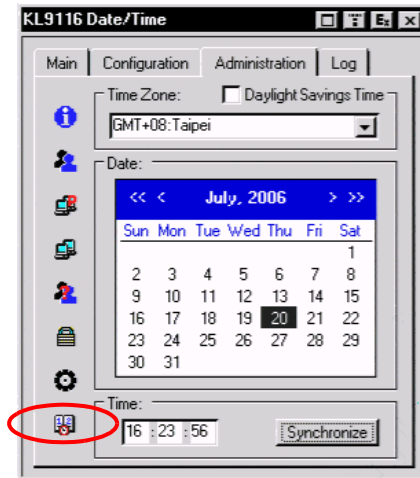 KL9116 Date/Time
Main Configuration Administration Log
Time Zone: Daylight Savings Time
GMT+08:Taipei
Date:
<< < July, 2006 > >>
Sun Mon Tue Wed Thu Fri Sat
1
2 3 4 5 6 7 8
9 10 11 12 13 14 15
16 17 18 19 20 21 22
23 24 25 26 27 28 29
30 31
Time:
16 : 23 : 56 Synchronize